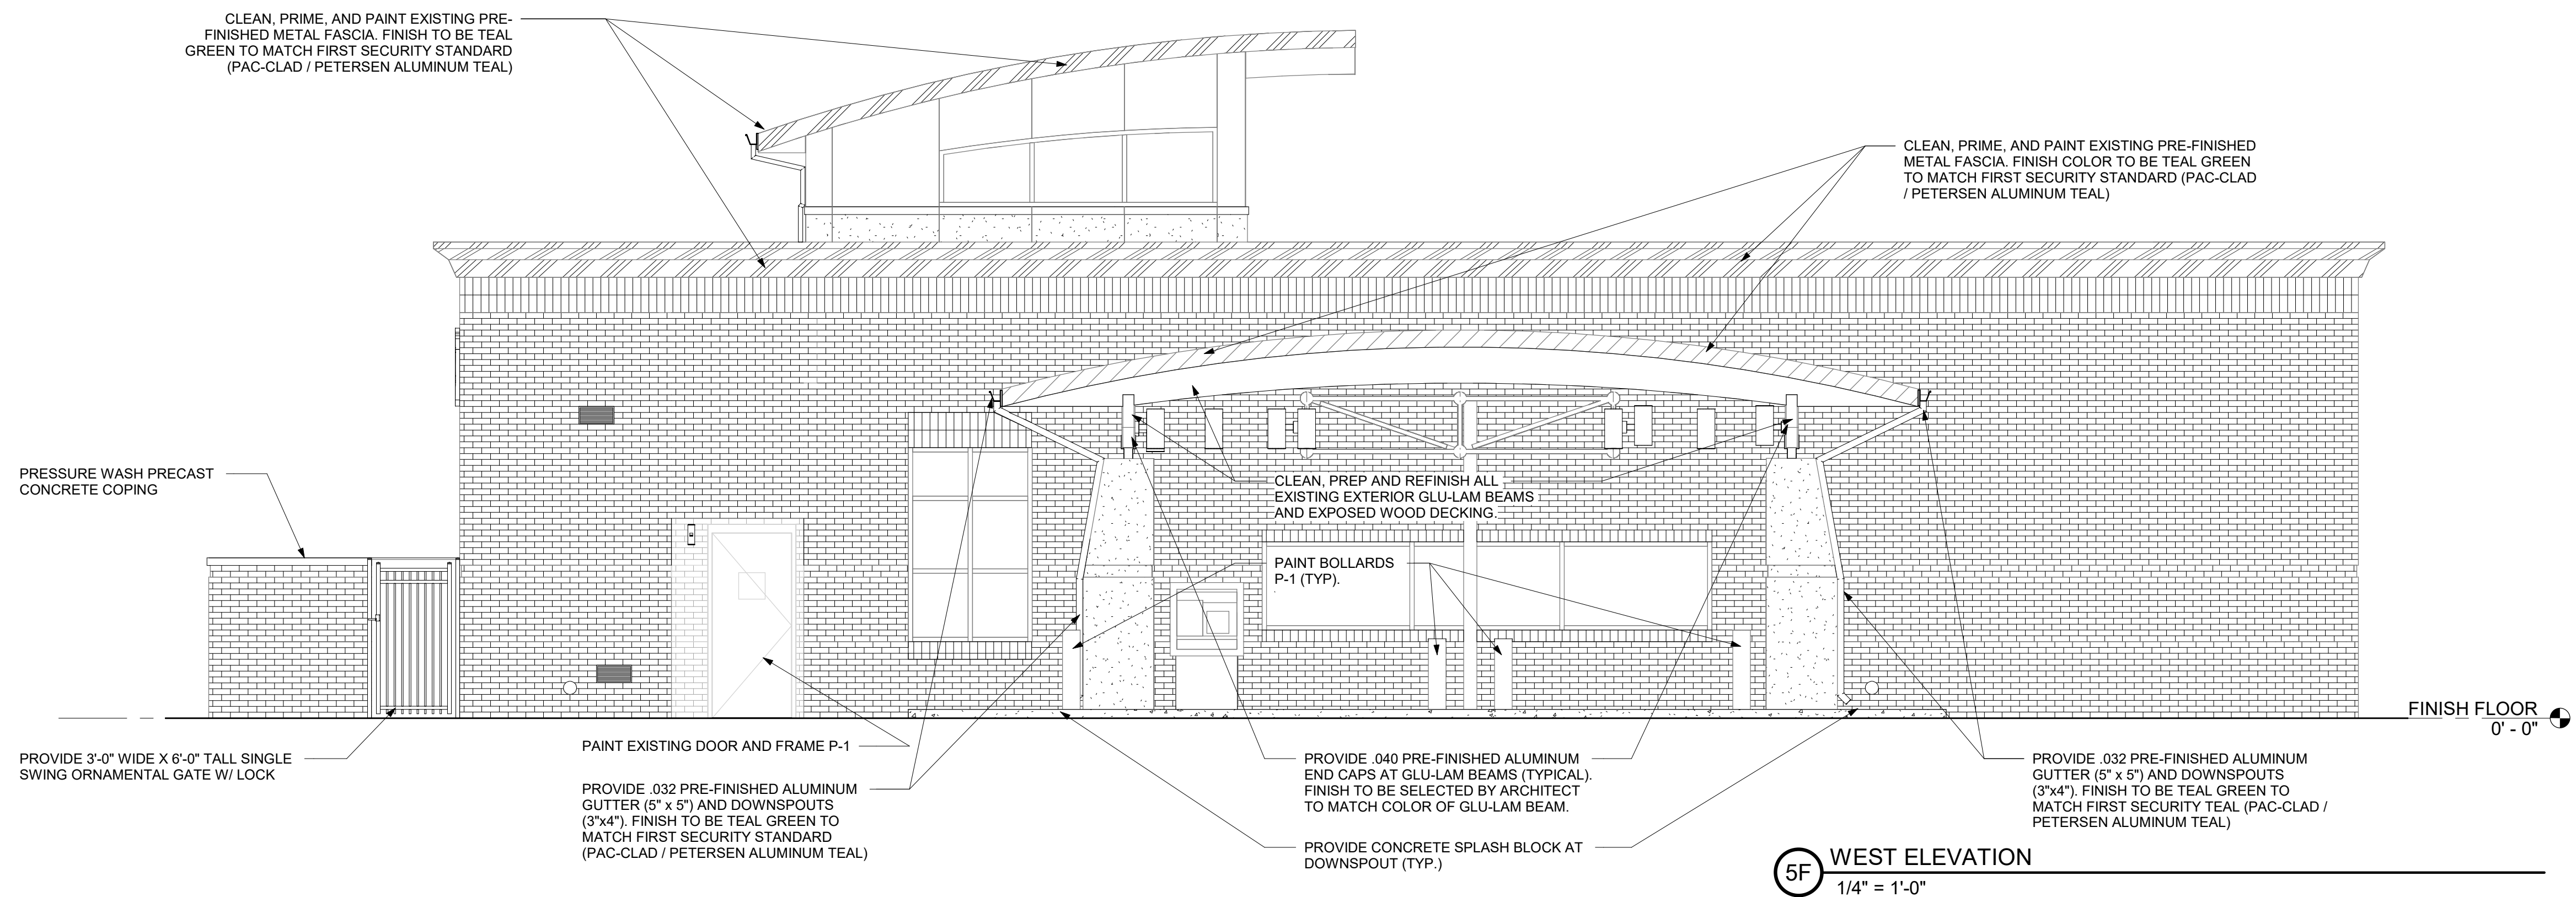 CLEAN, PRIME, AND PAINT EXISTING PRE-
FINISHED METAL FASCIA. FINISH TO BE TEAL
GREEN TO MATCH FIRST SECURITY STANDARD
(PAC-CLAD / PETERSEN ALUMINUM TEAL)
CLEAN, PRIME, AND PAINT EXISTING PRE-FINISHED
METAL FASCIA. FINISH COLOR TO BE TEAL GREEN
TO MATCH FIRST SECURITY STANDARD (PAC-CLAD
/ PETERSEN ALUMINUM TEAL)
PRESSURE WASH PRECAST
CONCRETE COPING
CLEAN, PREP AND REFINISH ALL
EXISTING EXTERIOR GLU-LAM BEAMS
AND EXPOSED WOOD DECKING.
PAINT BOLLARDS
P-1 (TYP).
FINISH FLOOR
0' - 0"
PROVIDE 3'-0" WIDE X 6'-0" TALL SINGLE
SWING ORNAMENTAL GATE W/ LOCK
PAINT EXISTING DOOR AND FRAME P-1
PROVIDE .032 PRE-FINISHED ALUMINUM
GUTTER (5" x 5") AND DOWNSPOUTS
(3"x4"). FINISH TO BE TEAL GREEN TO
MATCH FIRST SECURITY STANDARD
(PAC-CLAD / PETERSEN ALUMINUM TEAL)
PROVIDE .040 PRE-FINISHED ALUMINUM
END CAPS AT GLU-LAM BEAMS (TYPICAL).
FINISH TO BE SELECTED BY ARCHITECT
TO MATCH COLOR OF GLU-LAM BEAM.
PROVIDE CONCRETE SPLASH BLOCK AT
DOWNSPOUT (TYP.)
PROVIDE .032 PRE-FINISHED ALUMINUM
GUTTER (5" x 5") AND DOWNSPOUTS
(3"x4"). FINISH TO BE TEAL GREEN TO
MATCH FIRST SECURITY TEAL (PAC-CLAD /
PETERSEN ALUMINUM TEAL)
5F
WEST ELEVATION
1/4" = 1'-0"